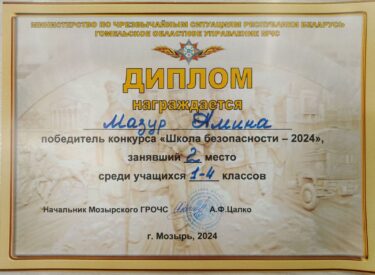 МИНИСТЕРСТВО ПО ЧРЕЗВЫЧАЙНЫМ СИТУАЦИЯМ РЕСПУБЛИКИ БЕЛАРУСЬ
ГОМЕЛЬСКОЕ ОБЛАСТНОЕ УПРАВЛЕНИЕ МЧС
ДИПЛОМ
награждается
Мазур Амина
победитель конкурса «Школа безопасности – 2024»,
занявший 2 место
среди учащихся 1-4 классов
Начальник Мозырского ГРОЧС А.Ф.Цалко
г. Мозырь, 2024